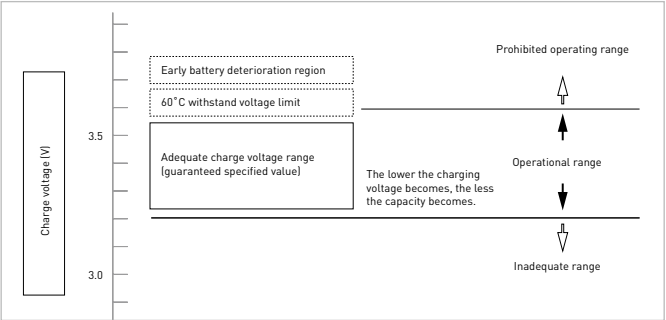 Charge voltage (V)
3.5
3.0
Early battery deterioration region
60˚C withstand voltage limit
Adequate charge voltage range
(guaranteed specified value)
The lower the charging
voltage becomes, the less
the capacity becomes.
Prohibited operating range
Operational range
Inadequate range